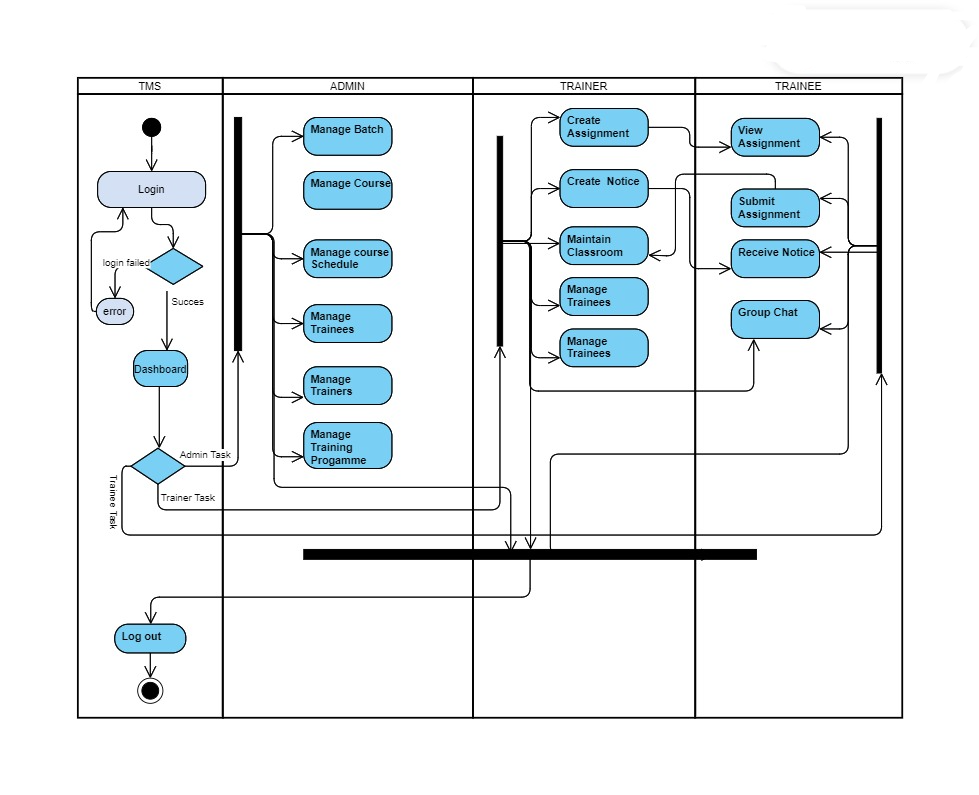 TMS
ADMIN
TRAINER
TRAINEE
Login
login failed
error
Succes
Dashboard
Admin Task
Trainer Task
Trainee Task
Log out
Manage Batch
Manage Course
Manage course
Schedule
Manage
Trainees
Manage
Trainers
Manage
Training
Progamme
Create
Assignment
Create Notice
Maintain
Classroom
Manage
Trainees
Manage
Trainees
View
Assignment
Submit
Assignment
Receive Notice
Group Chat